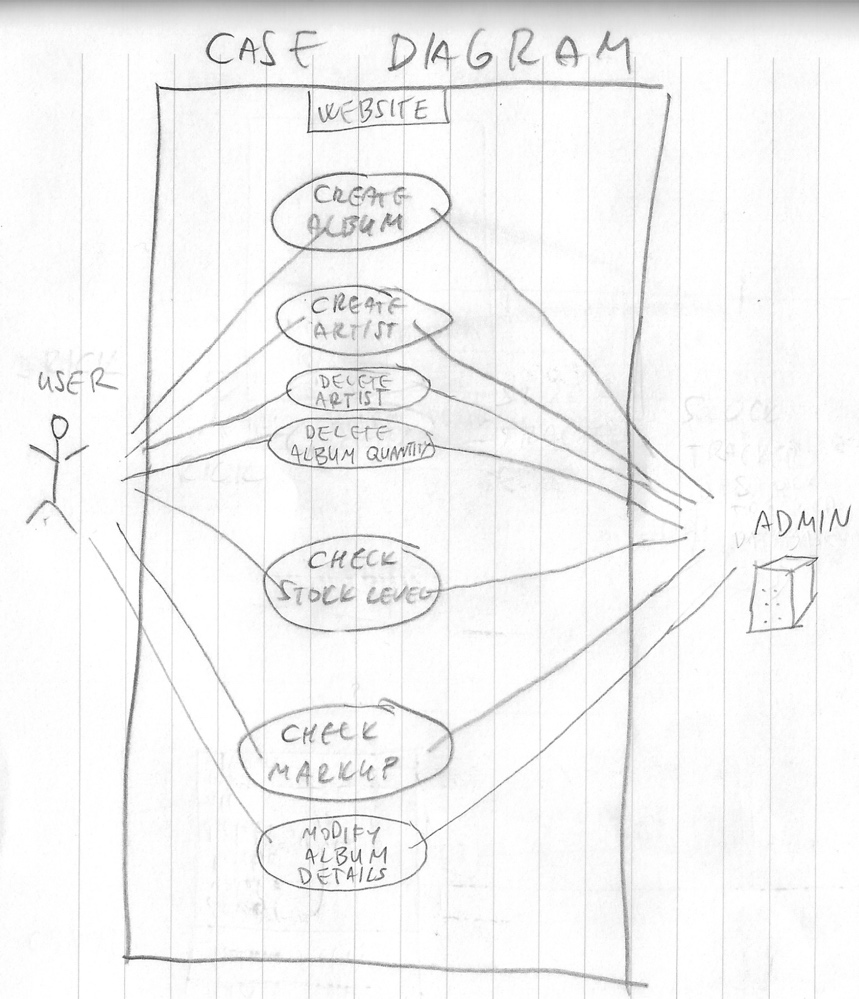 CASE DIAGRAM
WEBSITE
CREATE
ALBUM
CREATE
ARTIST
DELETE
ARTIST
DELETE
ALBUM QUANTITY
USER
CHECK
STOCK LEVEL
ADMIN
CHECK
MARKUP
MODIFY
ALBUM
DETAILS